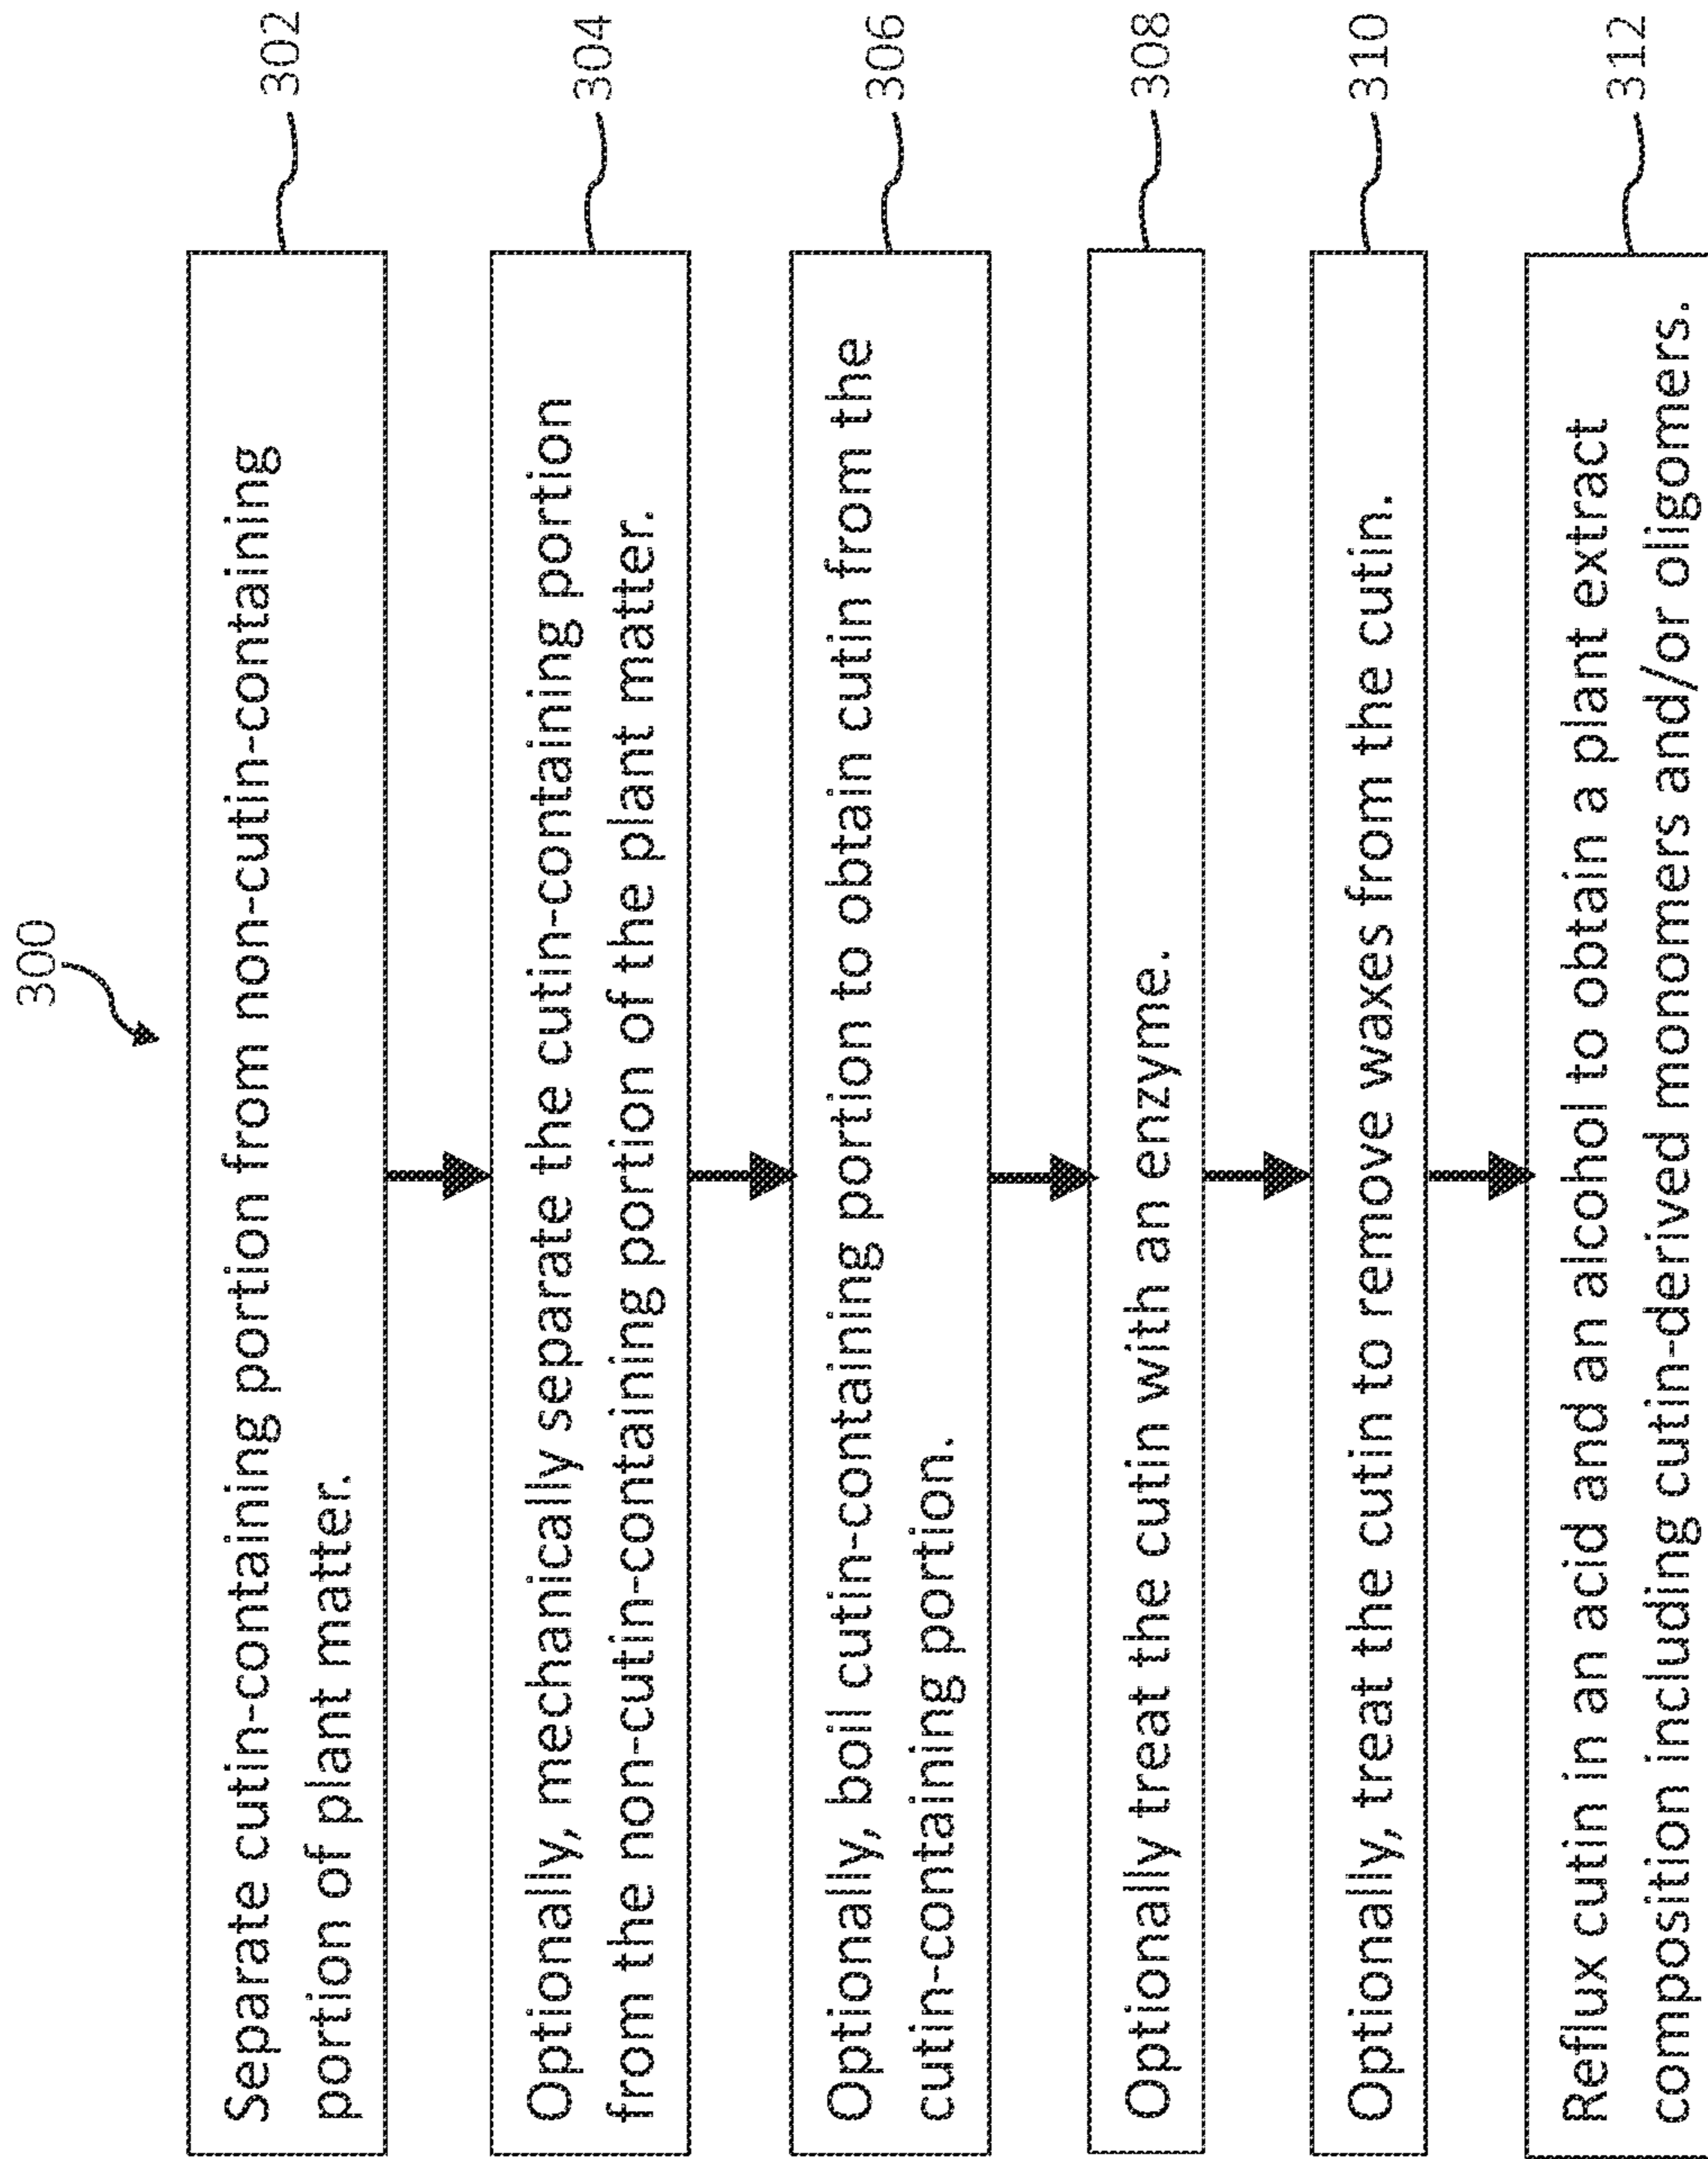 300
Separate cutin-containing portion from non-cutin-containing
portion of plant matter.
302
Optionally, mechanically separate the cutin-containing portion
from the non-cutin-containing portion of the plant matter.
304
Optionally, boil cutin-containing portion to obtain cutin from the
cutin-containing portion.
306
Optionally treat the cutin with an enzyme.
308
Optionally, treat the cutin to remove waxes from the cutin.
310
Reflux cutin in an acid and an alcohol to obtain a plant extract
composition including cutin-derived monomers and/or oligomers.
312